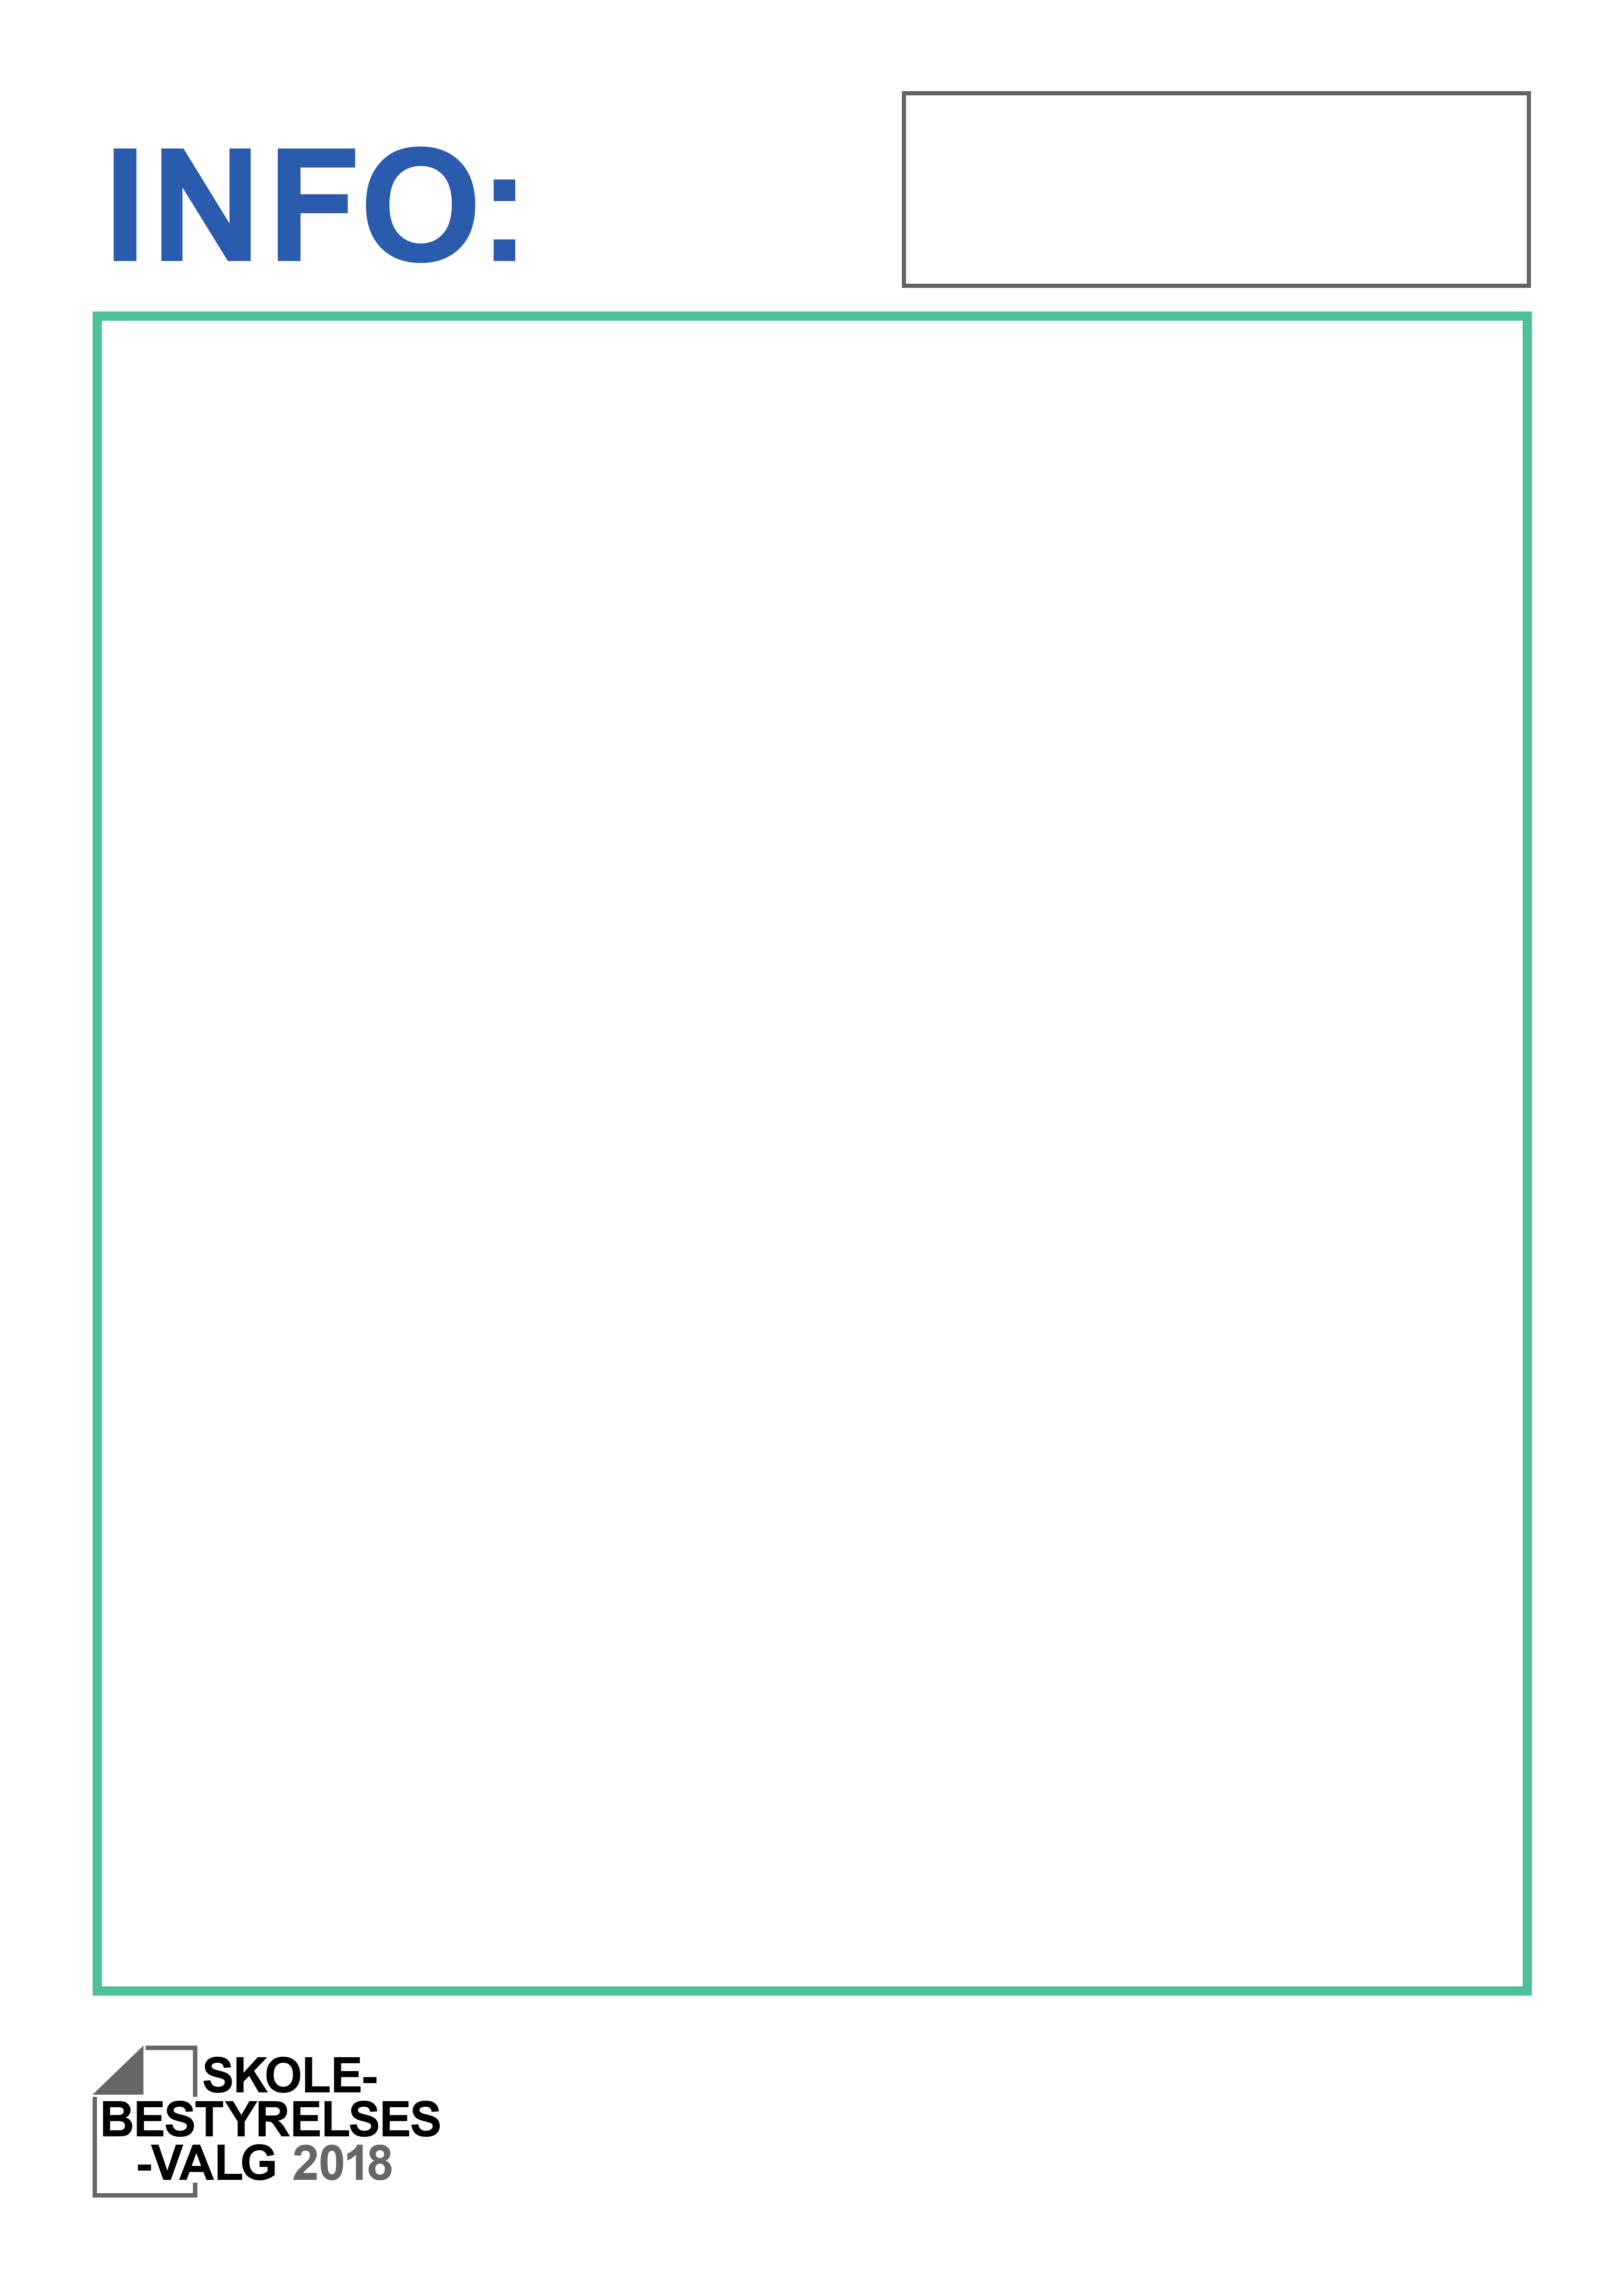 INFO:
SKOLE-
BESTYRELSES
-VALG 2018